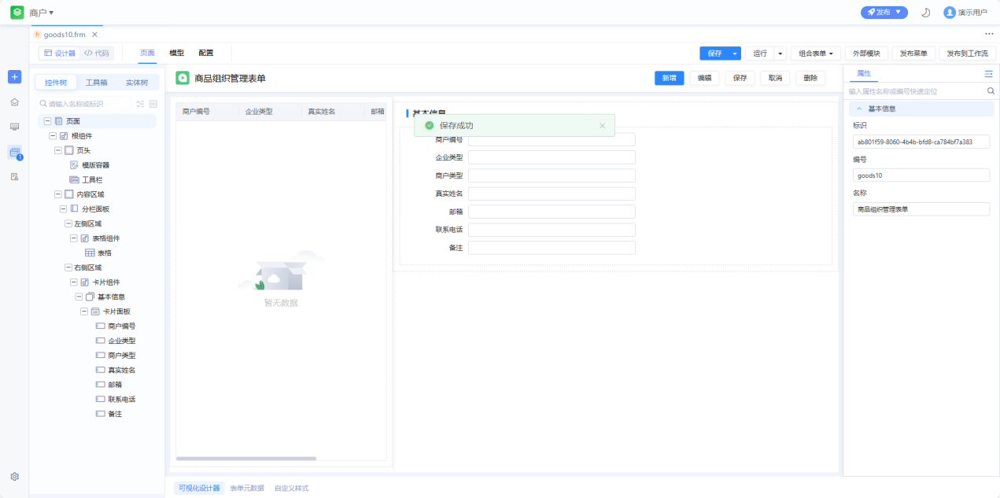 商户
发布
演示用户
fr goods10.frm
设计器
代码
页面
模型
配置
保存
运行
组合表单
外部模块
发布菜单
发布到工作流
控件树
工具箱
实体树
请输入名称或标识
页面
根组件
页头
模版容器
工具栏
内容区域
分栏面板
左侧区域
表格组件
表格
右侧区域
卡片组件
基本信息
卡片面板
商户编号
企业类型
商户类型
真实姓名
邮箱
联系电话
备注
商品组织管理表单
新增
编辑
保存
取消
删除
商户编号
企业类型
真实姓名
邮箱
暂无数据
基本信息
保存成功
商户编号
企业类型
商户类型
真实姓名
邮箱
联系电话
备注
属性
输入属性名称或编号快速定位
基本信息
标识
ab801f59-8060-4b4b-bfd8-ca784bf7a383
编号
goods10
名称
商品组织管理表单
1
可视化设计器
表单元数据
自定义样式